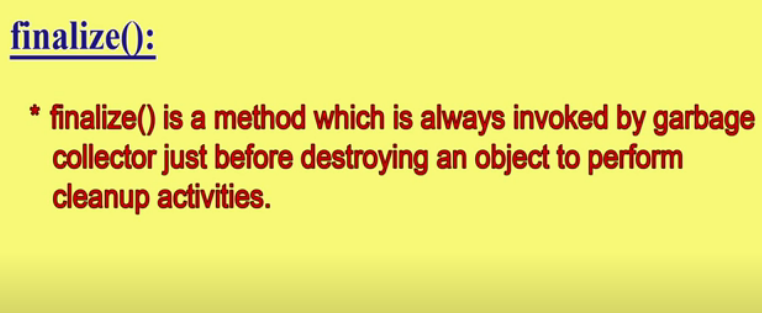 finalize():
* finalize() is a method which is always invoked by garbage
collector just before destroying an object to perform
cleanup activities.